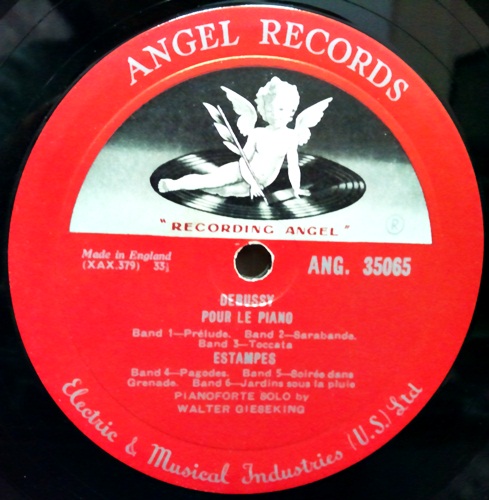 ANGEL RECORDS
"RECORDING ANGEL" ®
Made in England
(XAX.379) 33⅓
ANG. 35065
DEBUSSY
POUR LE PIANO
Band 1—Prélude. Band 2—Sarabande.
Band 3—Toccata
ESTAMPES
Band 4—Pagodes. Band 5—Soirée dans
Grenade. Band 6—Jardins sous la pluie
PIANOFORTE SOLO by
WALTER GIESEKING
Electric & Musical Industries (U.S.) Ltd